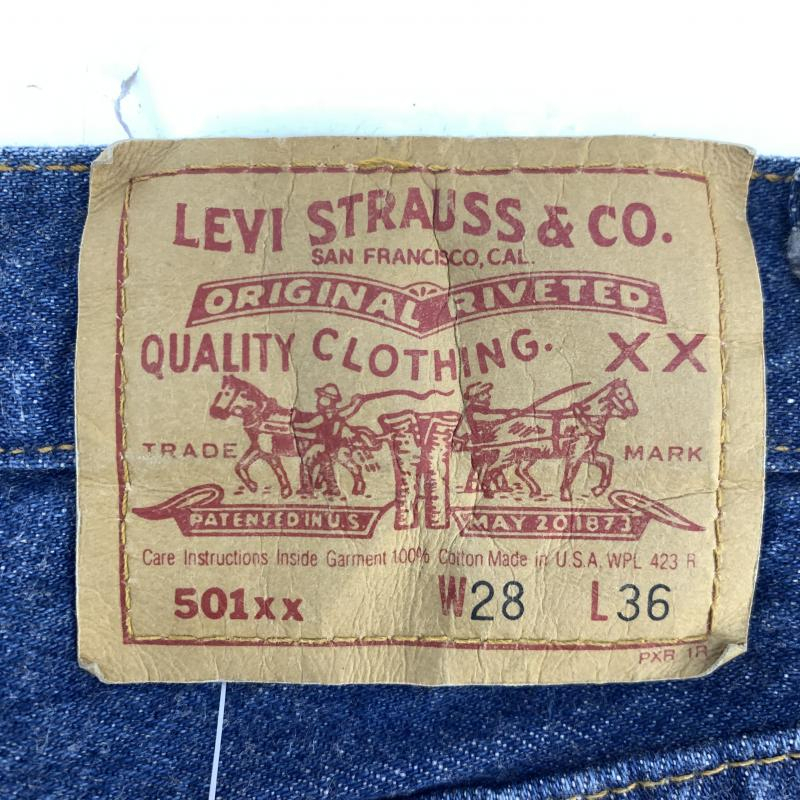 LEVI STRAUSS & CO.
SAN FRANCISCO, CAL.
ORIGINAL RIVETED
QUALITY CLOTHING. XX
TRADE MARK
PATENTED IN U.S. MAY 20 1873
Care Instructions Inside Garment 100% Cotton Made in U.S.A. WPL 423 R
501xx W28 L36
PXR 1R